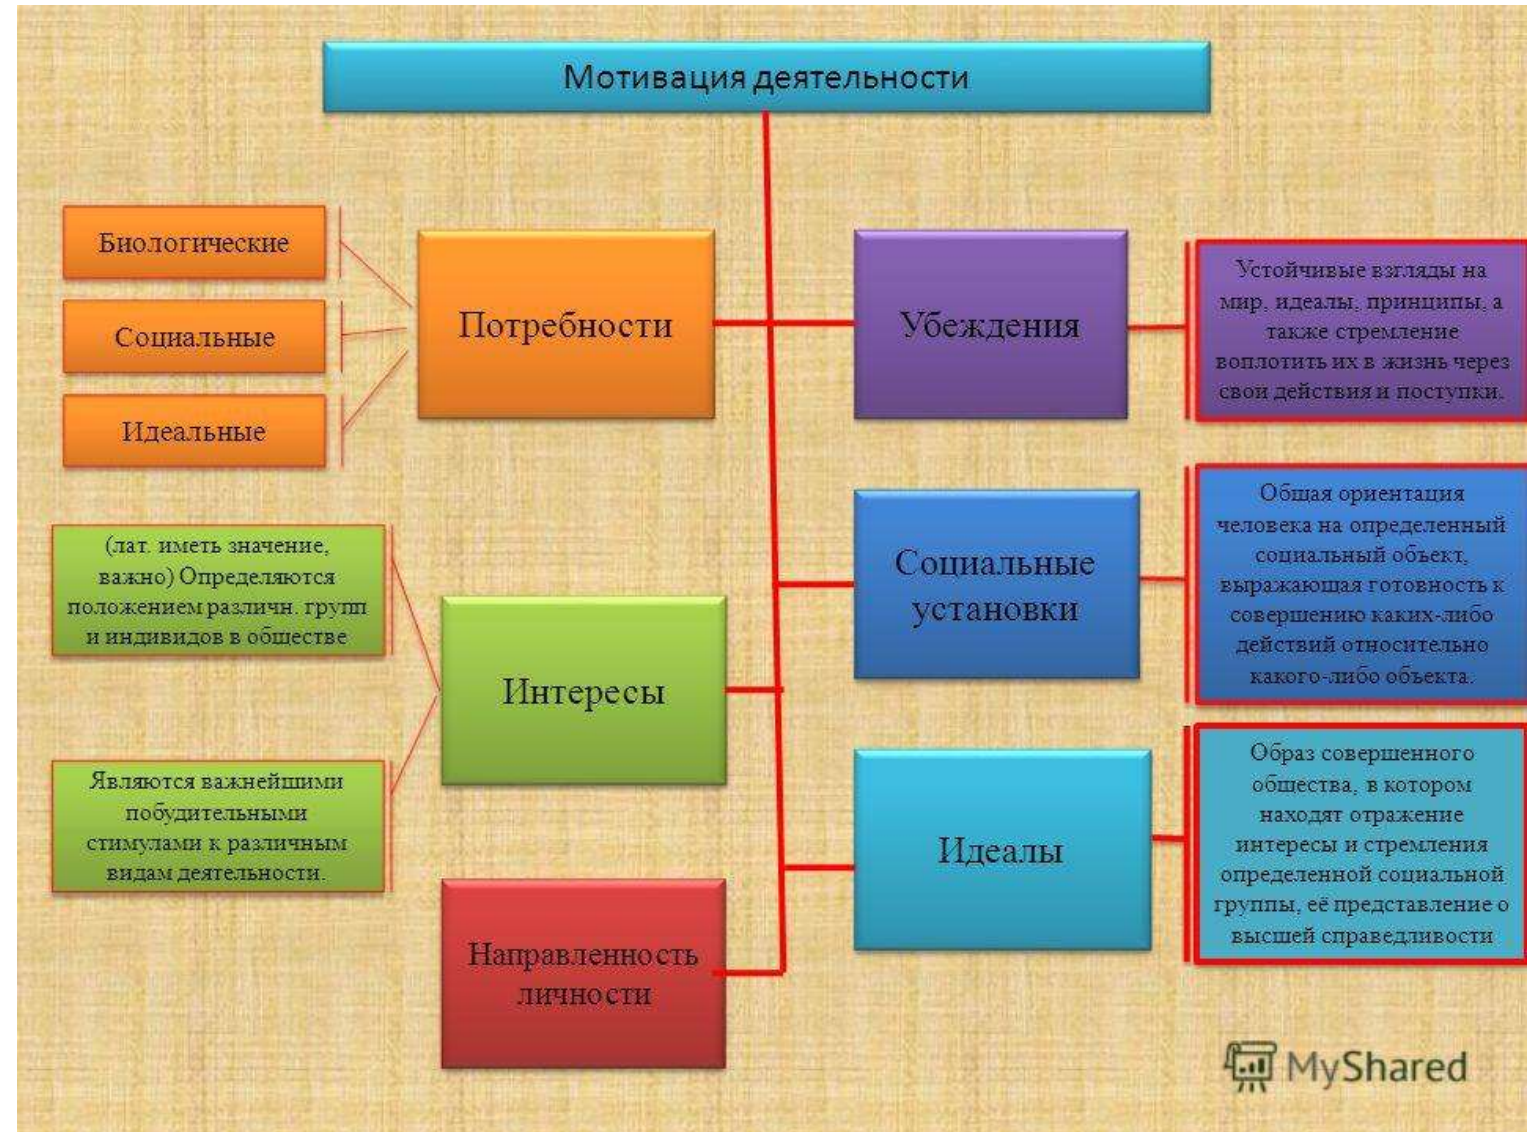 Мотивация деятельности
Биологические
Социальные
Идеальные
Потребности
(лат. иметь значение,
важно) Определяются
положением различн. групп
и индивидов в обществе
Являются важнейшими
побудительными
стимулами к различным
видам деятельности.
Интересы
Направленность
личности
Убеждения
Устойчивые взгляды на
мир, идеалы, принципы, а
также стремление
воплотить их в жизнь через
свои действия и поступки.
Социальные
установки
Общая ориентация
человека на определенный
социальный объект,
выражающая готовность к
совершению каких-либо
действий относительно
какого-либо объекта.
Идеалы
Образ совершенного
общества, в котором
находят отражение
интересы и стремления
определенной социальной
группы, её представление о
высшей справедливости
MyShared